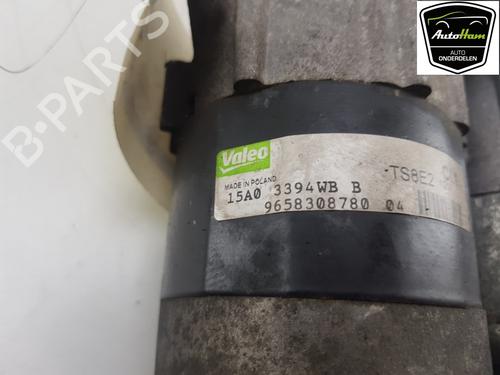 AutoHam
AUTO
ONDERDELEN
B-PARTS
Valeo
MADE IN POLAND
TS8E2
15A0 3394WB B
9658308780 04